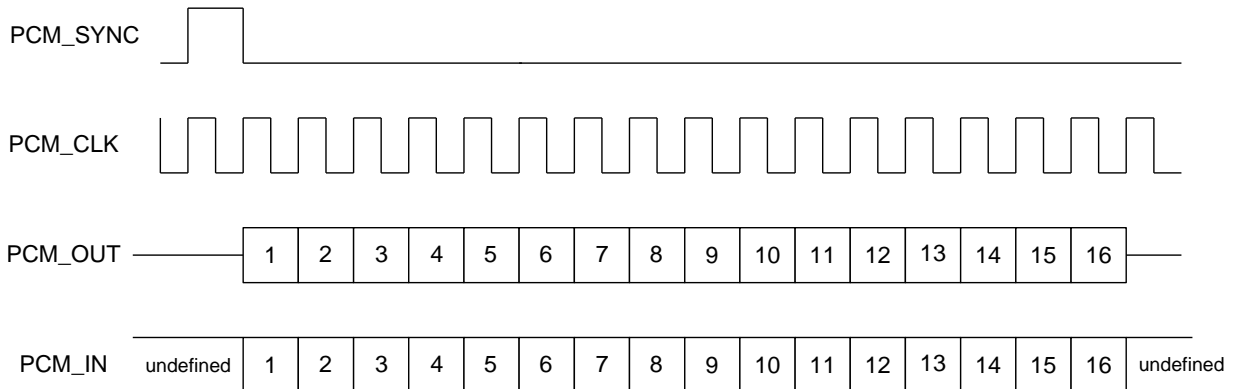 PCM_SYNC
PCM_CLK
PCM_OUT 1 2 3 4 5 6 7 8 9 10 11 12 13 14 15 16
PCM_IN undefined 1 2 3 4 5 6 7 8 9 10 11 12 13 14 15 16 undefined